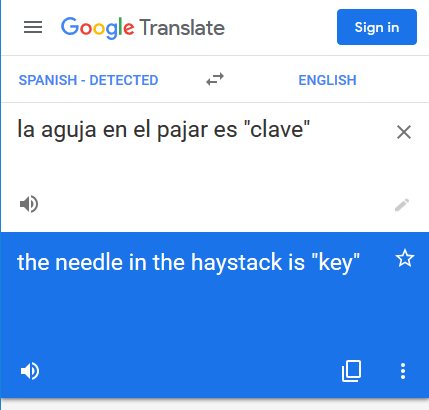 Google Translate
Sign in
SPANISH - DETECTED
ENGLISH
la aguja en el pajar es "clave"
the needle in the haystack is "key"